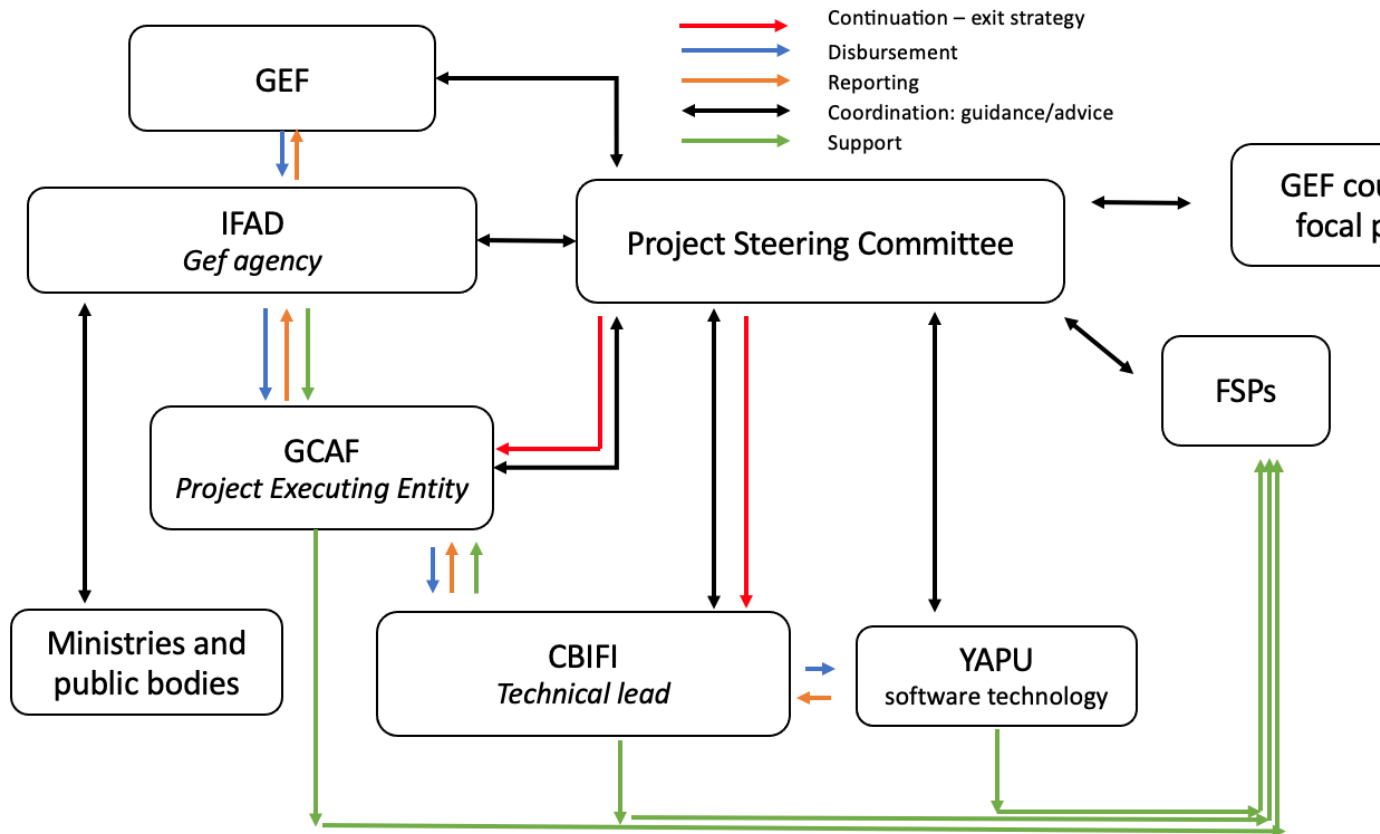 Continuation – exit strategy
Disbursement
Reporting
Coordination: guidance/advice
Support
GEF
IFAD
Gef agency
Project Steering Committee
GEF
focal
FSPs
GCAF
Project Executing Entity
Ministries and
public bodies
CBIFI
Technical lead
YAPU
software technology